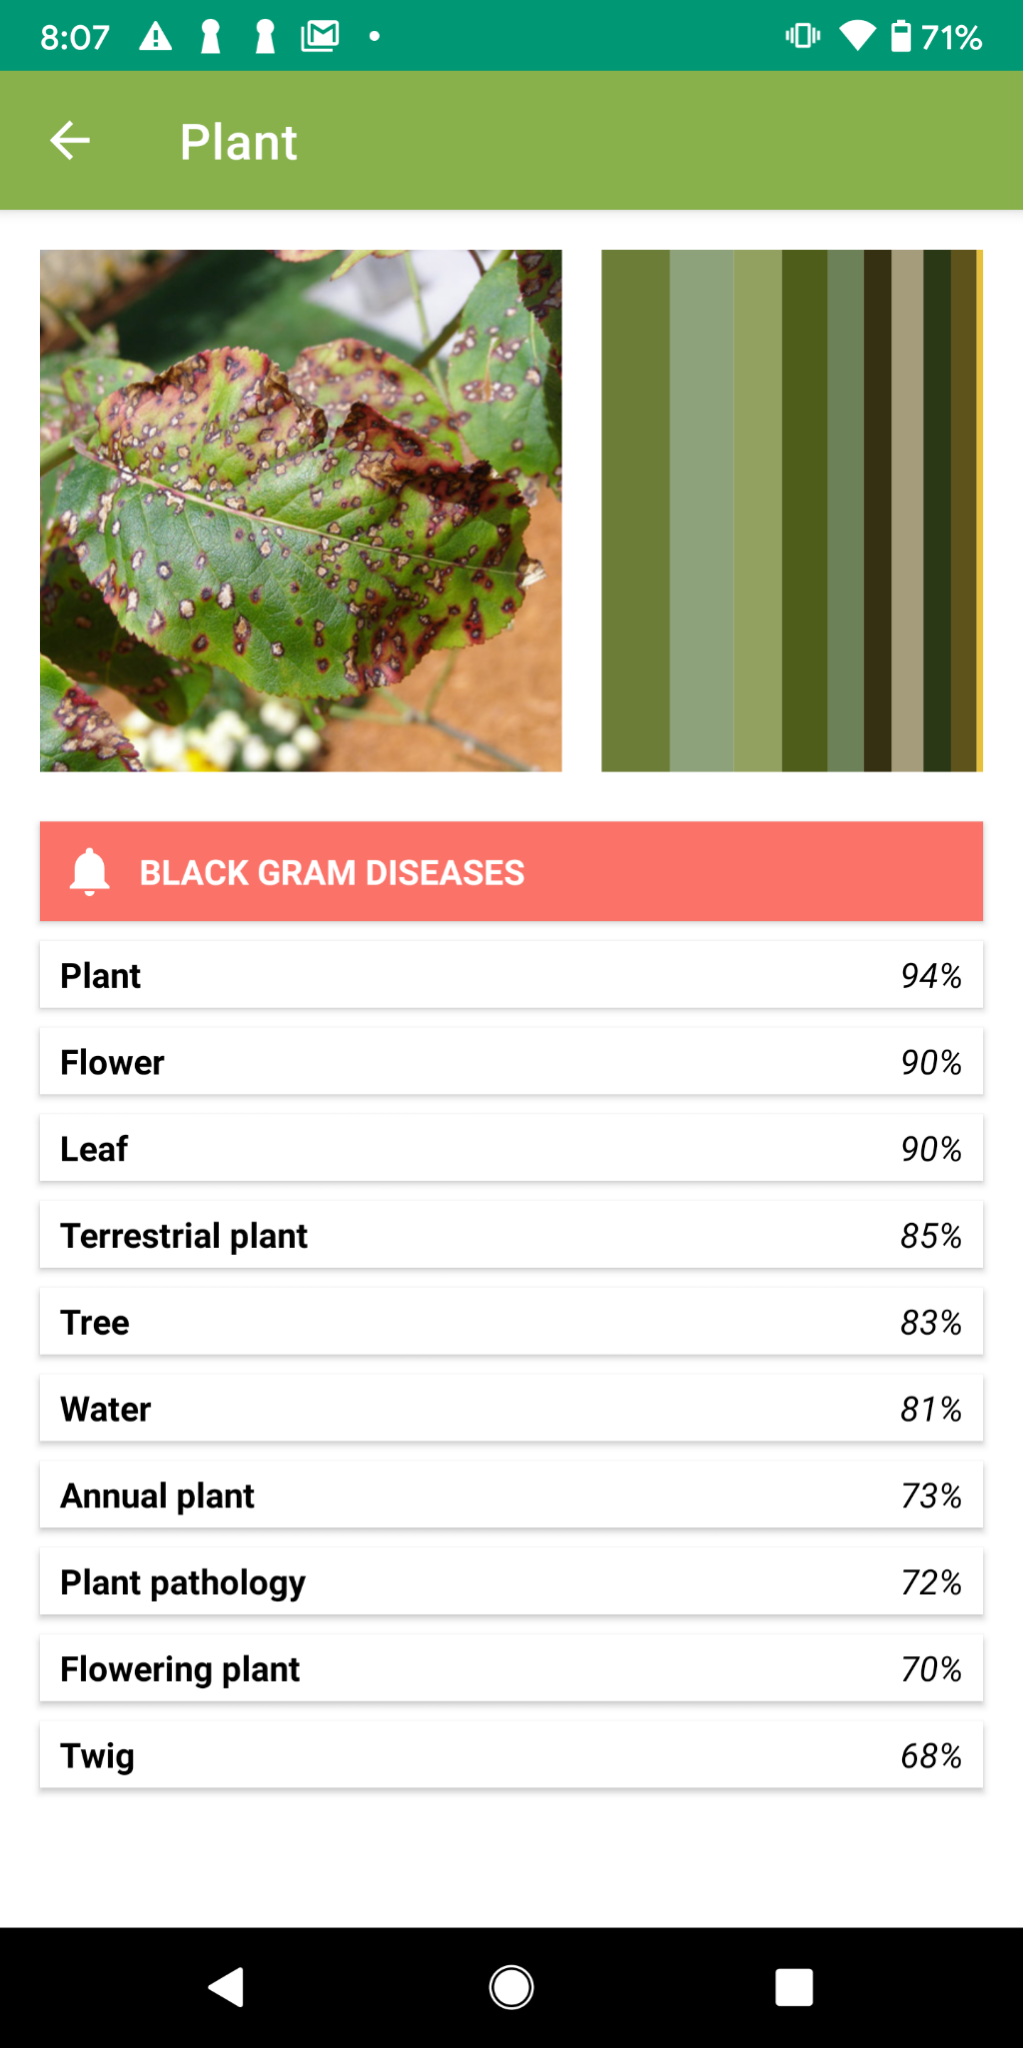 8:07 71%
Plant
BLACK GRAM DISEASES
Plant 94%
Flower 90%
Leaf 90%
Terrestrial plant 85%
Tree 83%
Water 81%
Annual plant 73%
Plant pathology 72%
Flowering plant 70%
Twig 68%